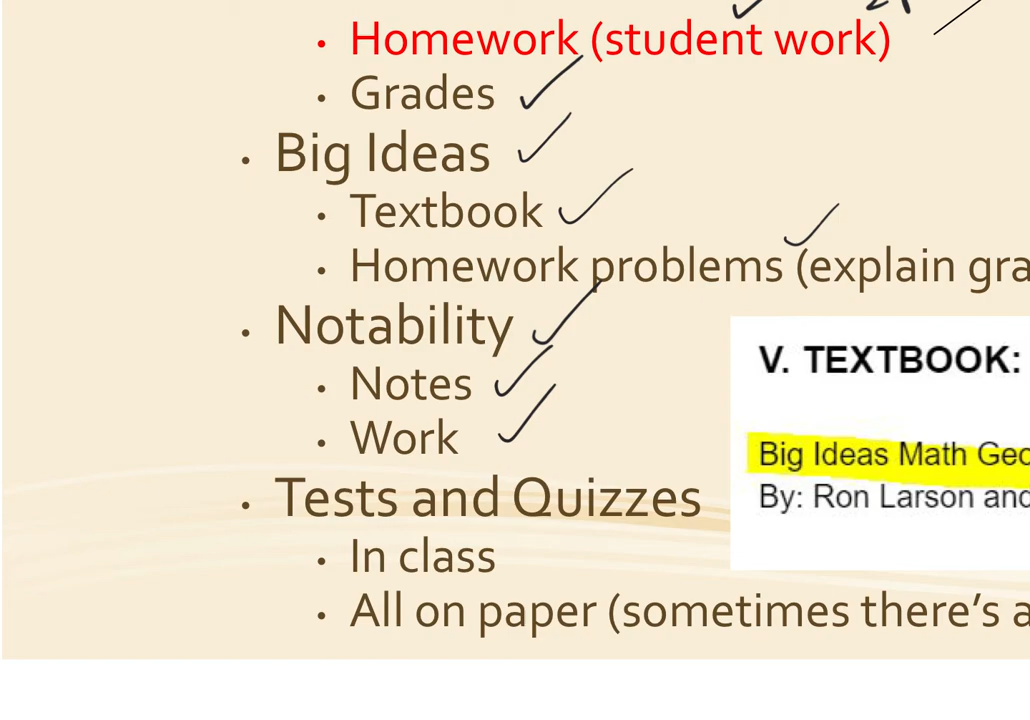 • Homework (student work)
• Grades
• Big Ideas
• Textbook
• Homework problems (explain gra
• Notability
• Notes
• Work
• Tests and Quizzes
• In class
• All on paper (sometimes there’s a
V. TEXTBOOK:
Big Ideas Math Geo
By: Ron Larson and